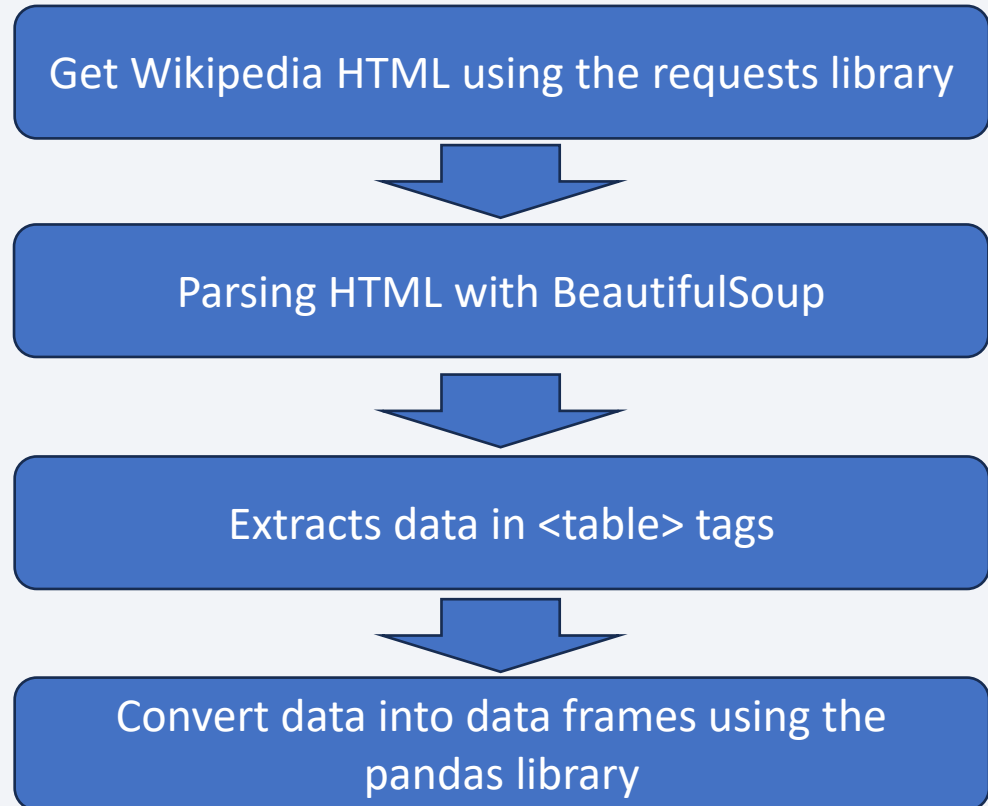 Get Wikipedia HTML using the requests library
Parsing HTML with BeautifulSoup
Extracts data in <table> tags
Convert data into data frames using the
pandas library